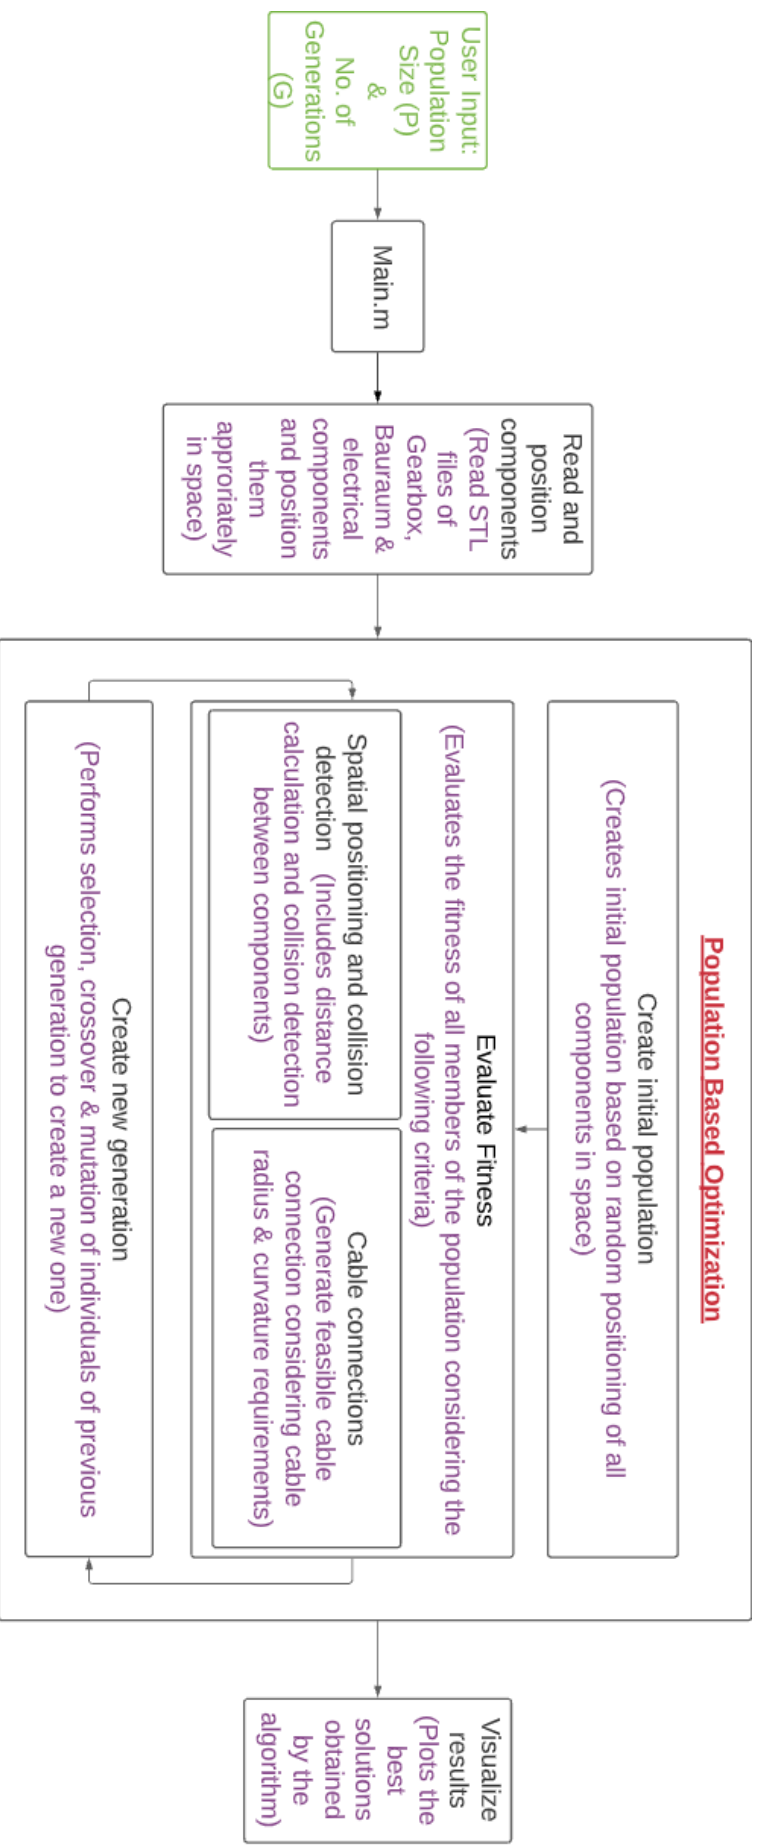 User Input:
Population
Size (P)
&
No. of
Generations
(G)
Main.m
Read and
position
components
(Read STL
files of
Gearbox,
Bauraum &
electrical
components
and position
them
approriately
in space)
Population Based Optimization
Create initial population
(Creates initial population based on random positioning of all
components in space)
Evaluate Fitness
(Evaluates the fitness of all members of the population considering the
following criteria)
Spatial positioning and collision
detection (Includes distance
calculation and collision detection
between components)
Cable connections
(Generate feasible cable
connection considering cable
radius & curvature requirements)
Create new generation
(Performs selection, crossover & mutation of individuals of previous
generation to create a new one)
Visualize
results
(Plots the
best
solutions
obtained
by the
algorithm)